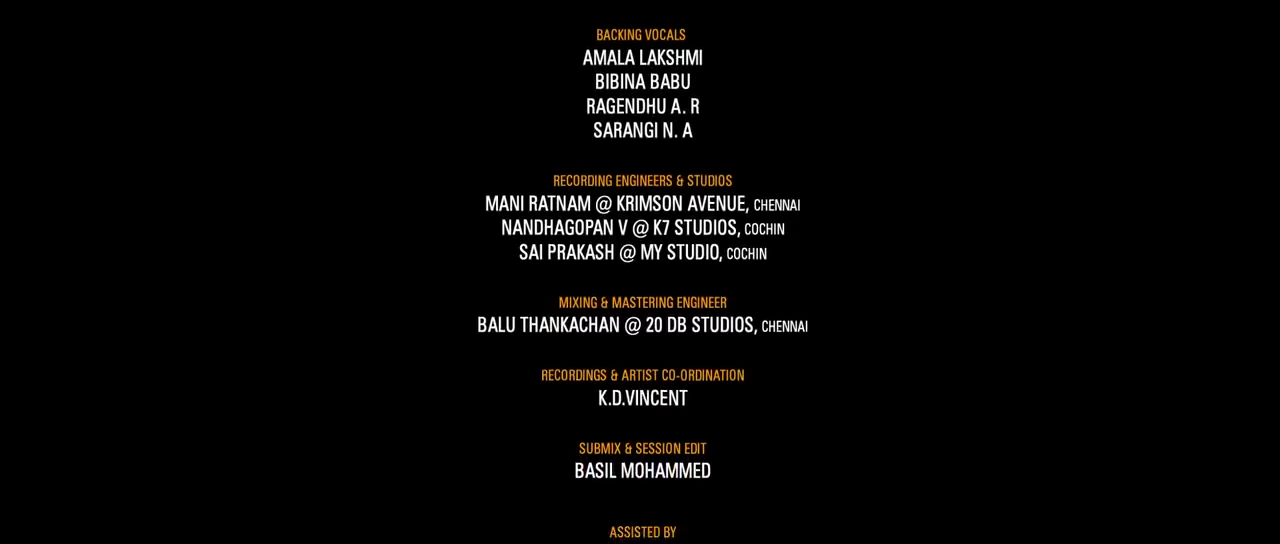 BACKING VOCALS
AMALA LAKSHMI
BIBINA BABU
RAGENDHU A. R
SARANGI N. A
RECORDING ENGINEERS & STUDIOS
MANI RATNAM @ KRIMSON AVENUE, CHENNAI
NANDHAGOPAN V @ K7 STUDIOS, COCHIN
SAI PRAKASH @ MY STUDIO, COCHIN
MIXING & MASTERING ENGINEER
BALU THANKACHAN @ 20 DB STUDIOS, CHENNAI
RECORDINGS & ARTIST CO-ORDINATION
K.D.VINCENT
SUBMIX & SESSION EDIT
BASIL MOHAMMED
ASSISTED BY